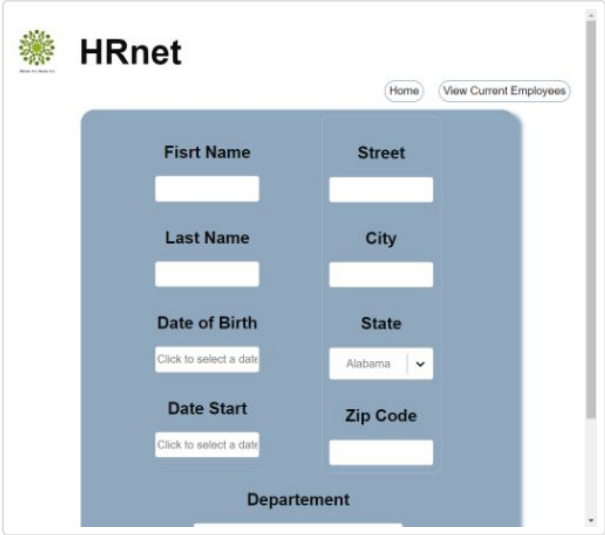 HRnet
Home
View Current Employees
Fisrt Name
Street
Last Name
City
Date of Birth
State
Click to select a date
Alabama
Date Start
Zip Code
Click to select a date
Departement